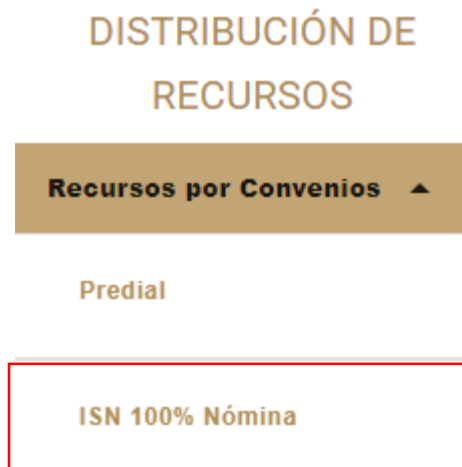 DISTRIBUCIÓN DE
RECURSOS
Recursos por Convenios
Predial
ISN 100% Nómina